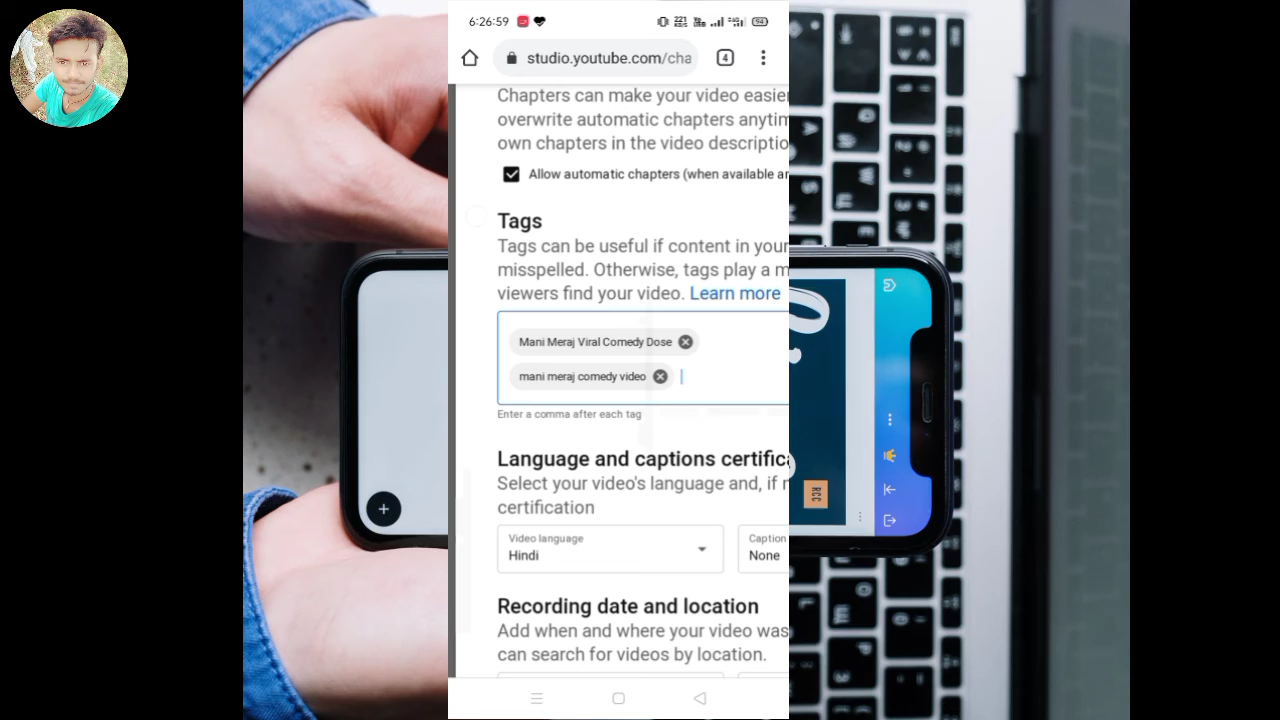 6:26:59
94
studio.youtube.com/cha
4
Chapters can make your video easier
overwrite automatic chapters anytim
own chapters in the video descriptio
Allow automatic chapters (when available ar
Tags
Tags can be useful if content in your
misspelled. Otherwise, tags play a m
viewers find your video. Learn more
Mani Meraj Viral Comedy Dose
mani meraj comedy video
Enter a comma after each tag
Language and captions certifica
Select your video's language and, if n
certification
Video language
Hindi
Caption
None
Recording date and location
Add when and where your video was
can search for videos by location.
RCC